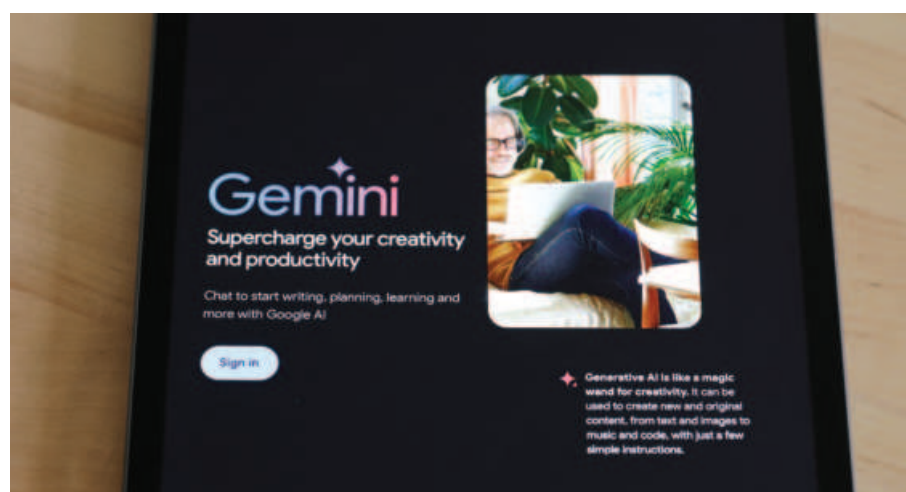 Gemini
Supercharge your creativity
and productivity
Chat to start writing, planning, learning and
more with Google AI
Sign in
Generative AI is like a magic
wand for creativity. It can be
used to create new and original
content, from text and images to
music and code, with just a few
simple instructions.